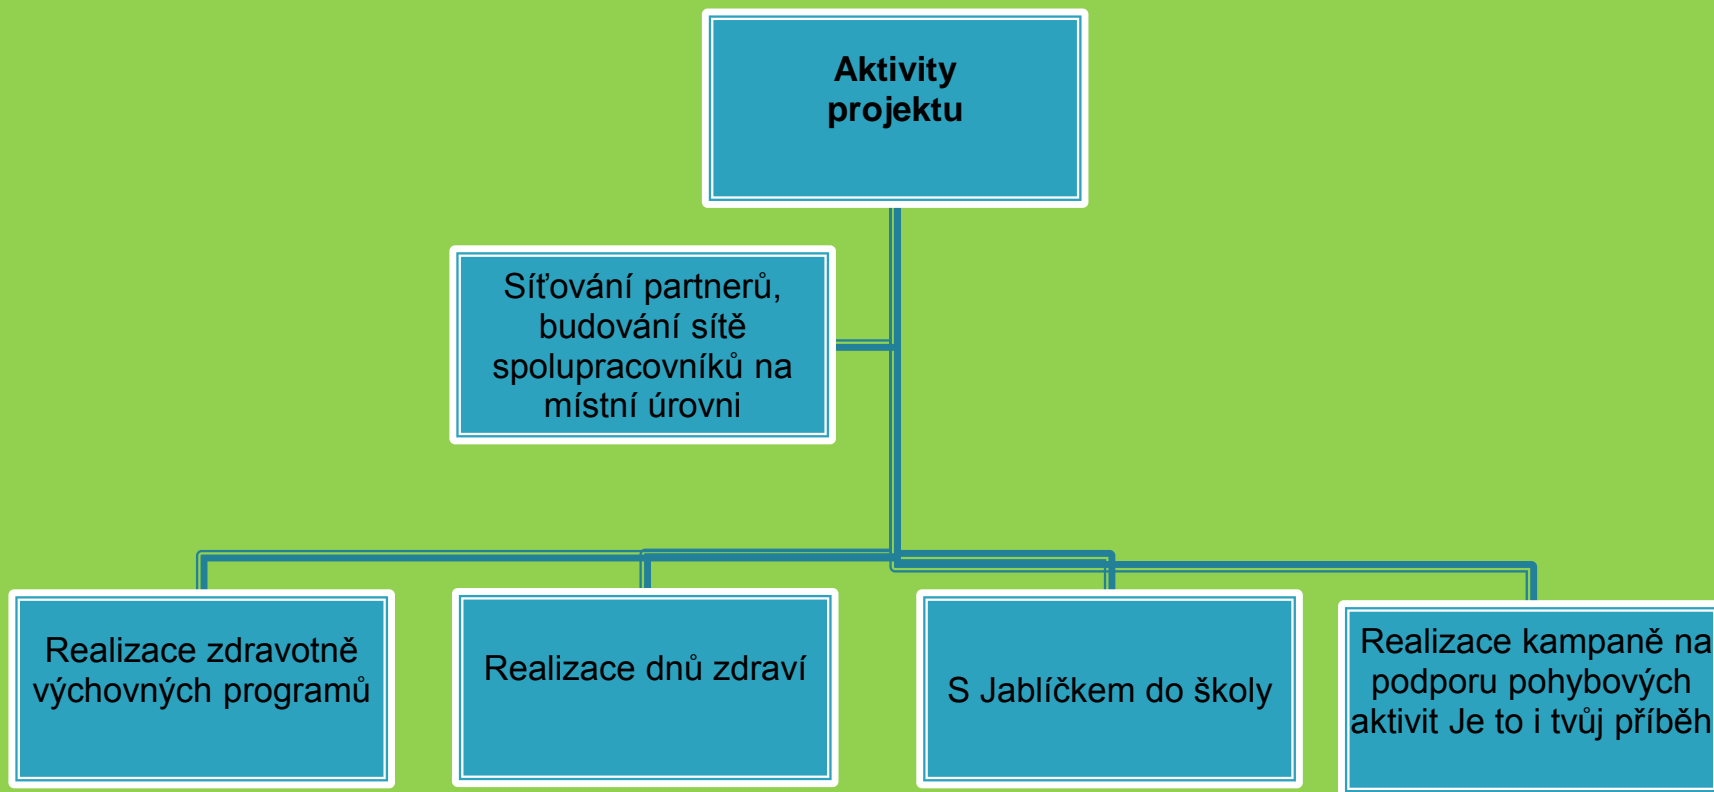 Aktivity
projektu
Síťování partnerů,
budování sítě
spolupracovníků na
místní úrovni
Realizace zdravotně
výchovných programů
Realizace dnů zdraví
S Jablíčkem do školy
Realizace kampaně na
podporu pohybových
aktivit Je to i tvůj příběh